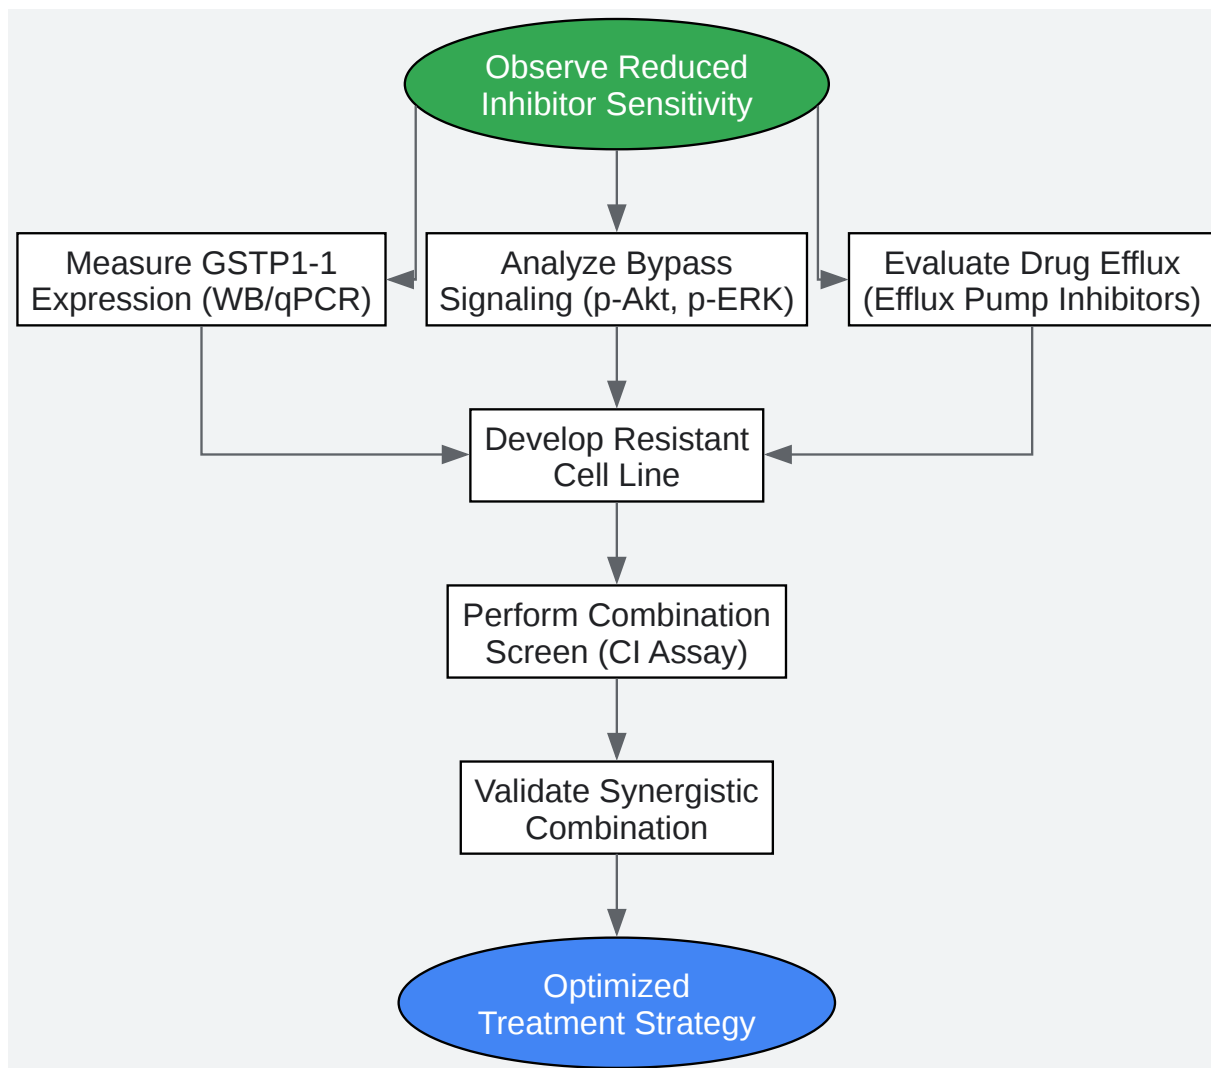 Observe Reduced
Inhibitor Sensitivity
Measure GSTP1-1
Expression (WB/qPCR)
Analyze Bypass
Signaling (p-Akt, p-ERK)
Evaluate Drug Efflux
(Efflux Pump Inhibitors)
Develop Resistant
Cell Line
Perform Combination
Screen (CI Assay)
Validate Synergistic
Combination
Optimized
Treatment Strategy